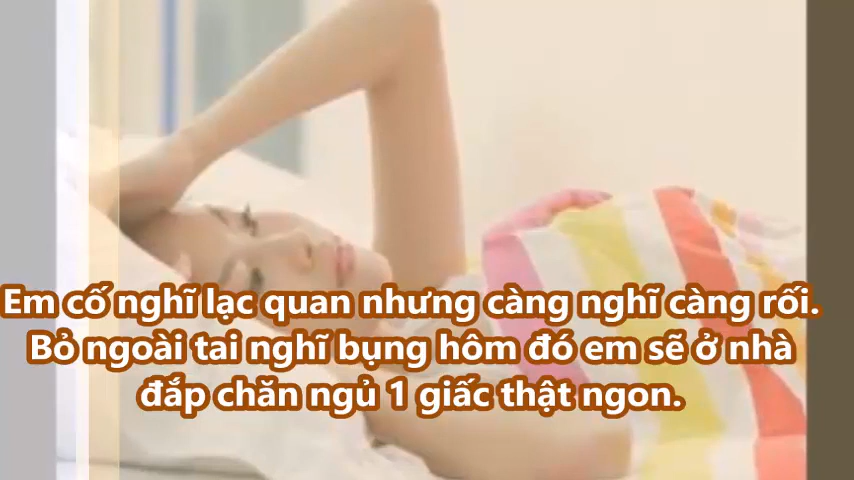 Em cố nghĩ lạc quan nhưng càng nghĩ càng rối.
Bỏ ngoài tai nghĩ bụng hôm đó em sẽ ở nhà
đắp chăn ngủ 1 giấc thật ngon.